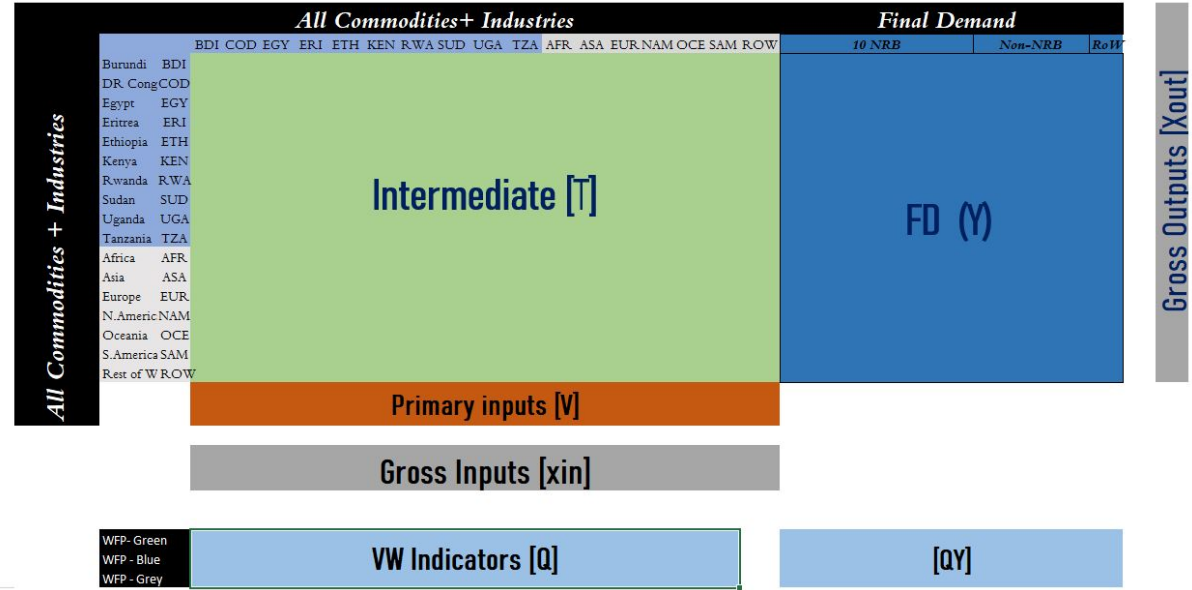 All Commodities+ Industries
Final Demand
BDI COD EGY ERI ETH KEN RWA SUD UGA TZA AFR ASA EUR NAM OCE SAM ROW
10 NRB Non-NRB RoW
All Commodities + Industries
Burundi BDI
DR Cong COD
Egypt EGY
Eritrea ERI
Ethiopia ETH
Kenya KEN
Rwanda RWA
Sudan SUD
Uganda UGA
Tanzania TZA
Africa AFR
Asia ASA
Europe EUR
N.Americ NAM
Oceania OCE
S.America SAM
Rest of W ROW
Intermediate [T]
FD (Y)
Gross Outputs [Xout]
Primary inputs [V]
Gross Inputs [xin]
WFP- Green
WFP - Blue
WFP - Grey
VW Indicators [Q]
[QY]